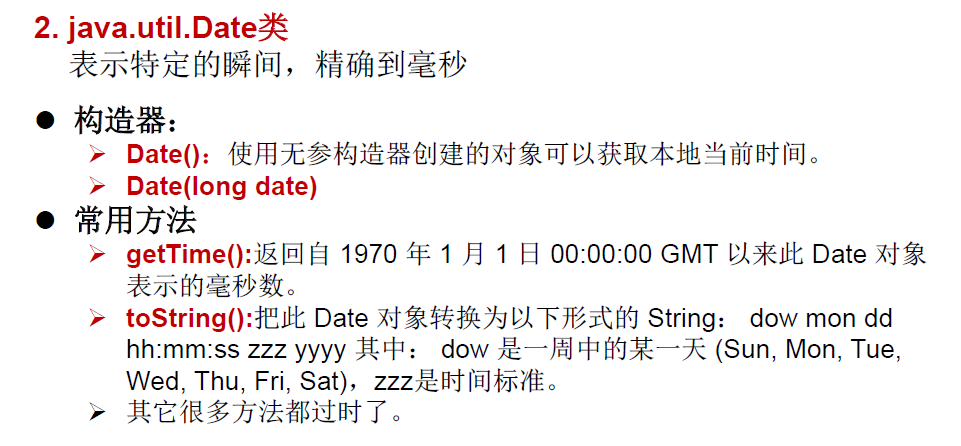 2. java.util.Date类
表示特定的瞬间，精确到毫秒
● 构造器：
➢ Date()：使用无参构造器创建的对象可以获取本地当前时间。
➢ Date(long date)
● 常用方法
➢ getTime():返回自 1970 年 1 月 1 日 00:00:00 GMT 以来此 Date 对象
表示的毫秒数。
➢ toString():把此 Date 对象转换为以下形式的 String： dow mon dd
hh:mm:ss zzz yyyy 其中： dow 是一周中的某一天 (Sun, Mon, Tue,
Wed, Thu, Fri, Sat)，zzz是时间标准。
➢ 其它很多方法都过时了。